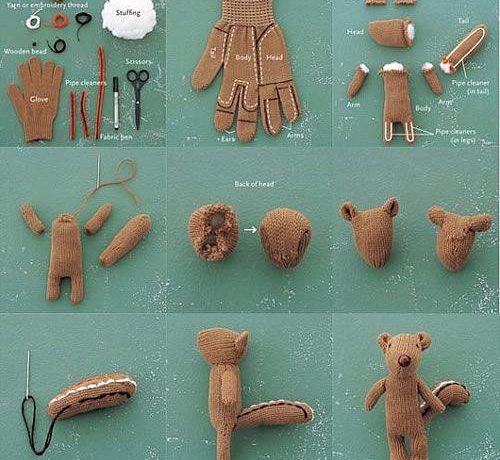 Yarn or embroidery thread
Stuffing
Wooden bead
Scissors
Glove
Pipe cleaners
Fabric pen
Tail
Body
Head
Ears
Arms
Head
Tail
Pipe cleaner
(in tail)
Arm
Body
Arm
Pipe cleaners
(in legs)
Back of head